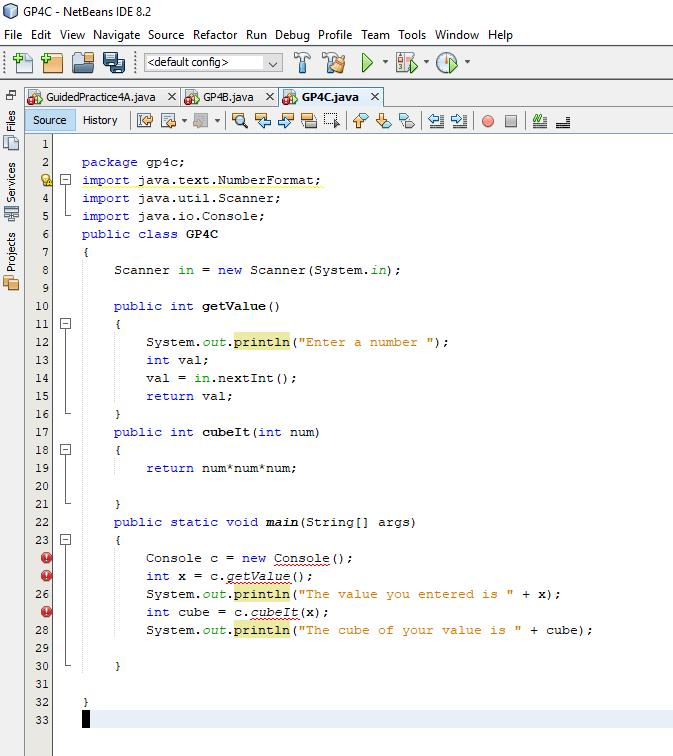 GP4C - NetBeans IDE 8.2
File Edit View Navigate Source Refactor Run Debug Profile Team Tools Window Help
<default config>
GuidedPractice4A.java GP4B.java GP4C.java
Source History
Files
Services
Projects
1
2 package gp4c;
import java.text.NumberFormat;
4 import java.util.Scanner;
5 import java.io.Console;
6 public class GP4C
7 {
8 Scanner in = new Scanner(System.in);
9
10 public int getValue()
11 {
12 System.out.println("Enter a number ");
13 int val;
14 val = in.nextInt();
15 return val;
16 }
17 public int cubeIt(int num)
18 {
19 return num*num*num;
20
21 }
22 public static void main(String[] args)
23 {
Console c = new Console();
int x = c.getValue();
26 System.out.println("The value you entered is " + x);
int cube = c.cubeIt(x);
28 System.out.println("The cube of your value is " + cube);
29
30 }
31
32 }
33